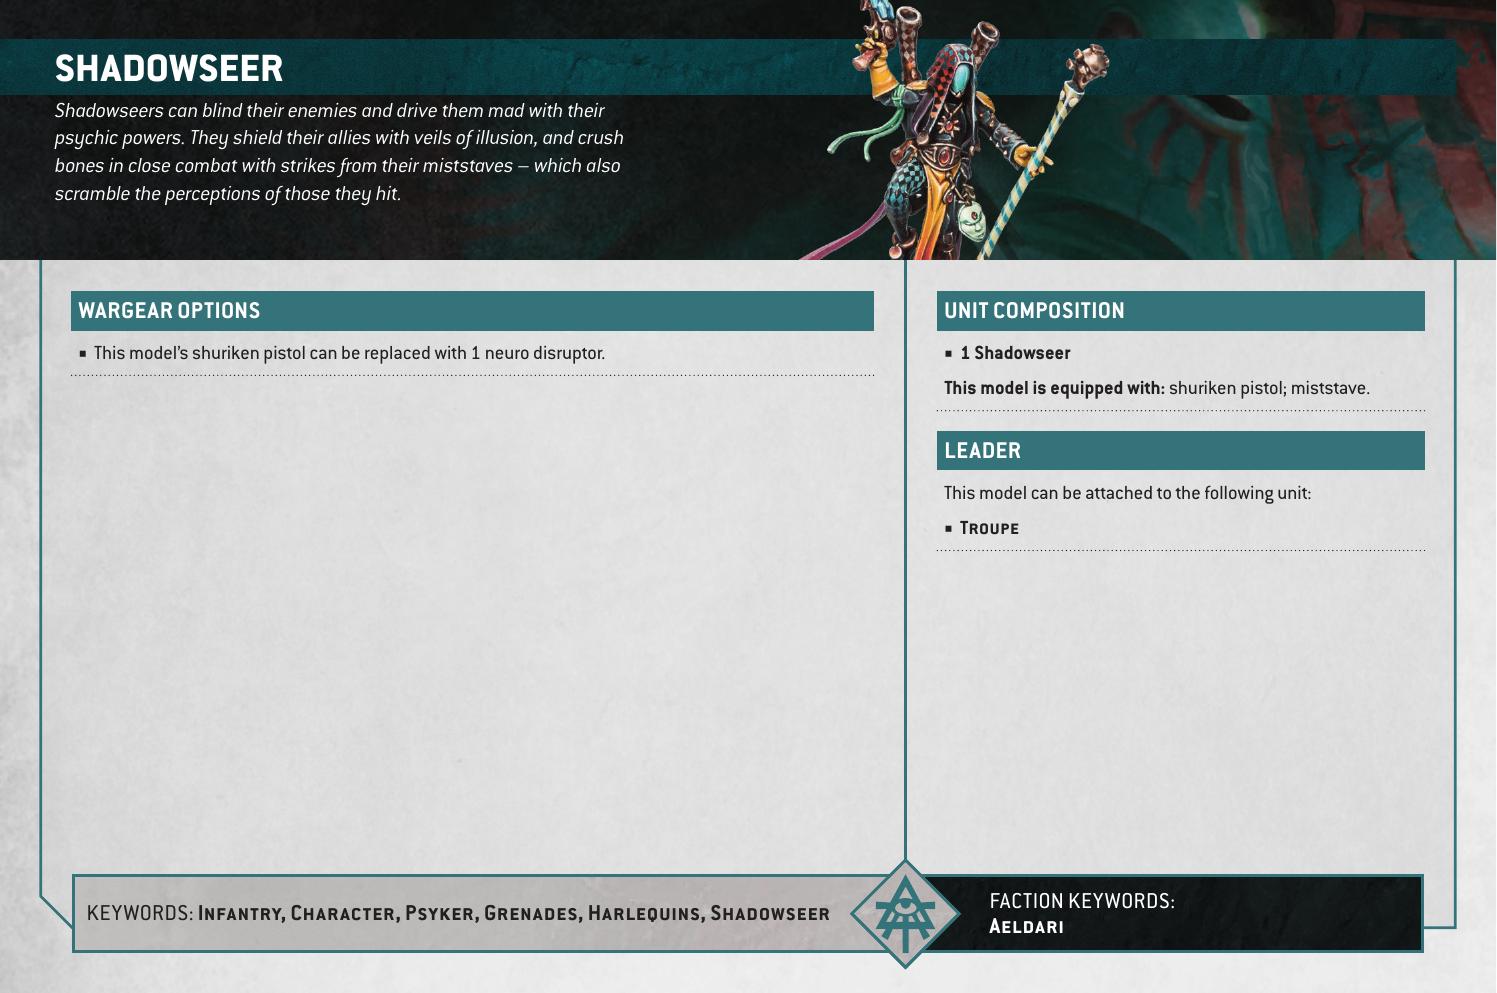 SHADOWSEER
Shadowseers can blind their enemies and drive them mad with their
psychic powers. They shield their allies with veils of illusion, and crush
bones in close combat with strikes from their miststaves – which also
scramble the perceptions of those they hit.
WARGEAR OPTIONS
▪ This model’s shuriken pistol can be replaced with 1 neuro disruptor.
UNIT COMPOSITION
▪ 1 Shadowseer
This model is equipped with: shuriken pistol; miststave.
LEADER
This model can be attached to the following unit:
▪ Troupe
KEYWORDS: Infantry, Character, Psyker, Grenades, Harlequins, Shadowseer
FACTION KEYWORDS:
Aeldari